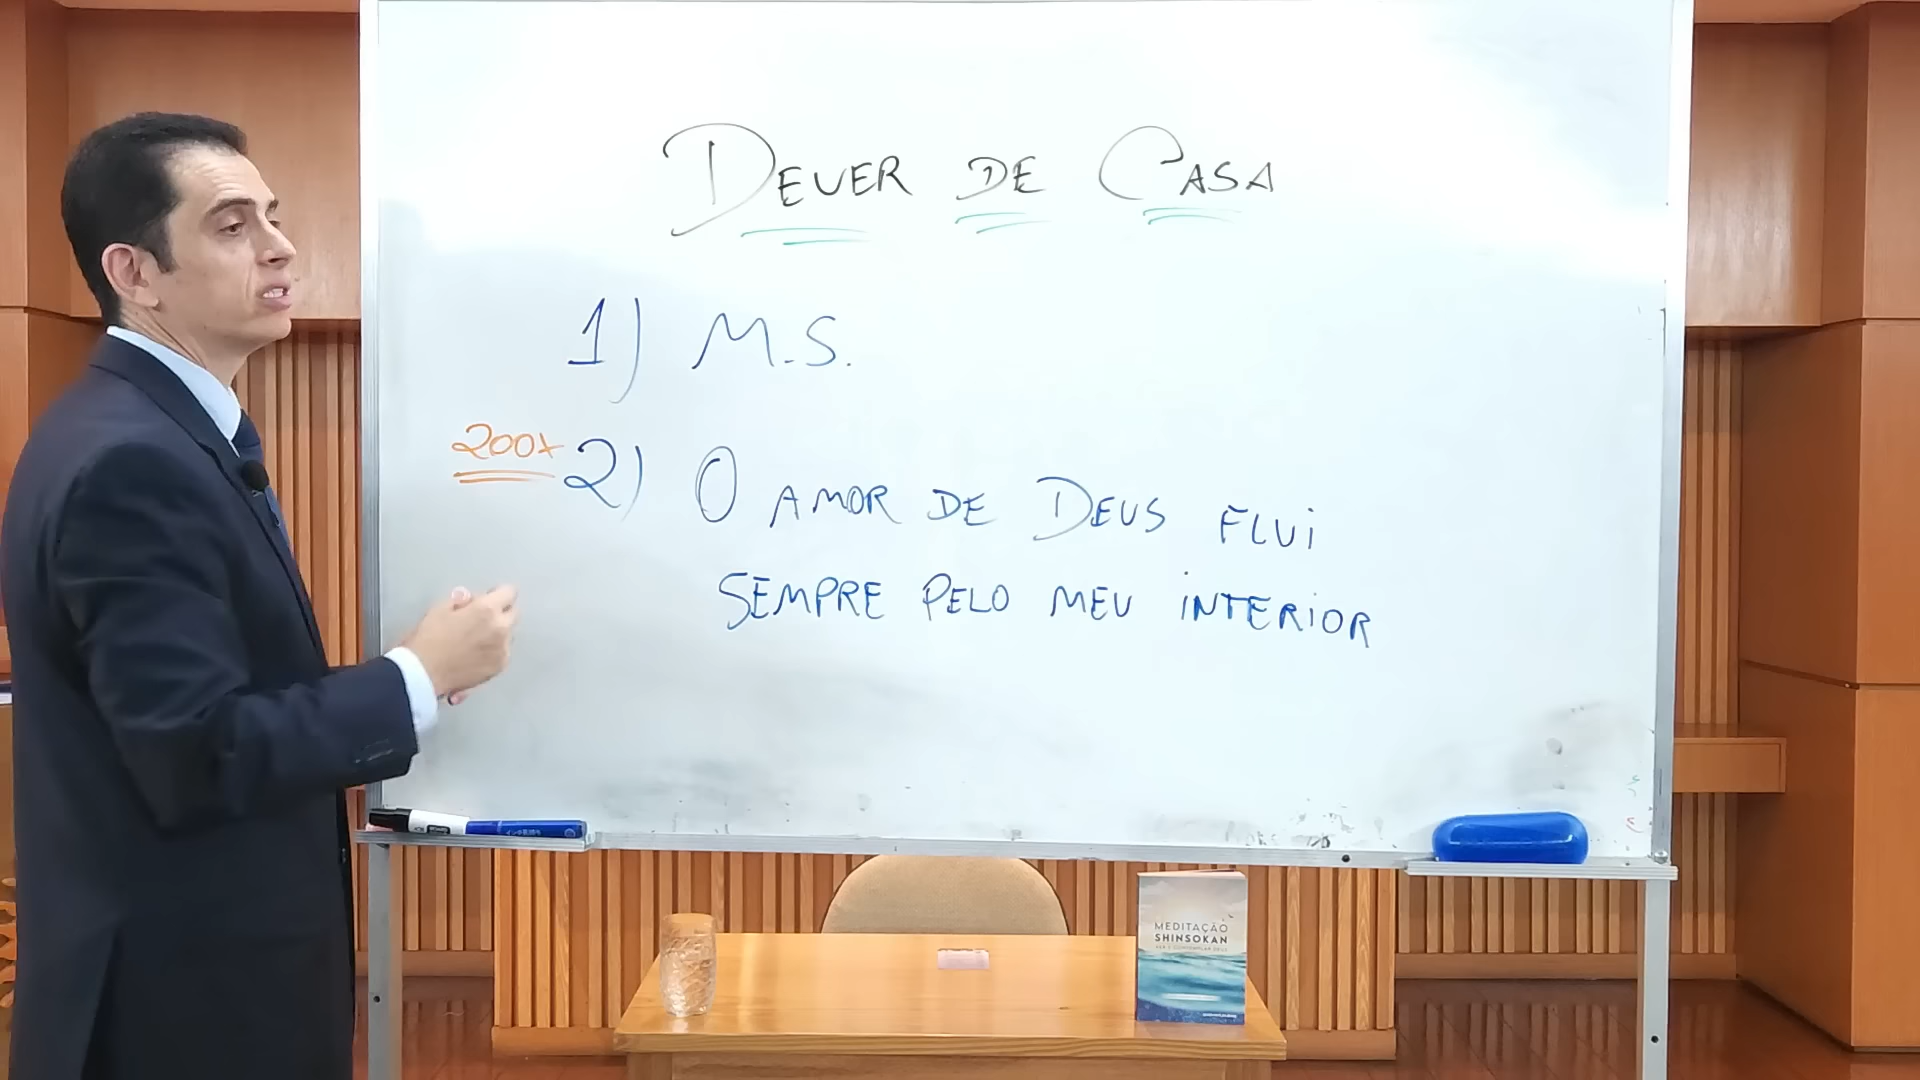 DEVER DE CASA
1) M.S.
200x 2) O AMOR DE DEUS FLUi
SEMPRE PELO MEU iNTERiOR
MEDITAÇÃO
SHINSOKAN